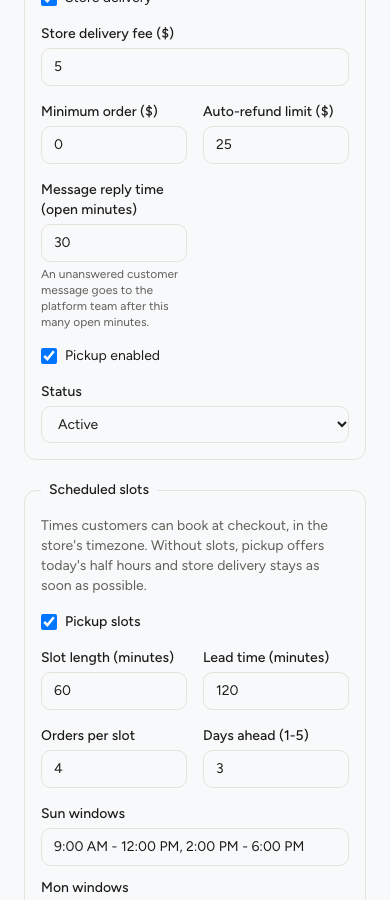 Store delivery
Store delivery fee ($)
5
Minimum order ($)
Auto-refund limit ($)
0
25
Message reply time
(open minutes)
30
An unanswered customer
message goes to the
platform team after this
many open minutes.
Pickup enabled
Status
Active
Scheduled slots
Times customers can book at checkout, in the
store's timezone. Without slots, pickup offers
today's half hours and store delivery stays as
soon as possible.
Pickup slots
Slot length (minutes)
Lead time (minutes)
60
120
Orders per slot
Days ahead (1-5)
4
3
Sun windows
9:00 AM - 12:00 PM, 2:00 PM - 6:00 PM
Mon windows